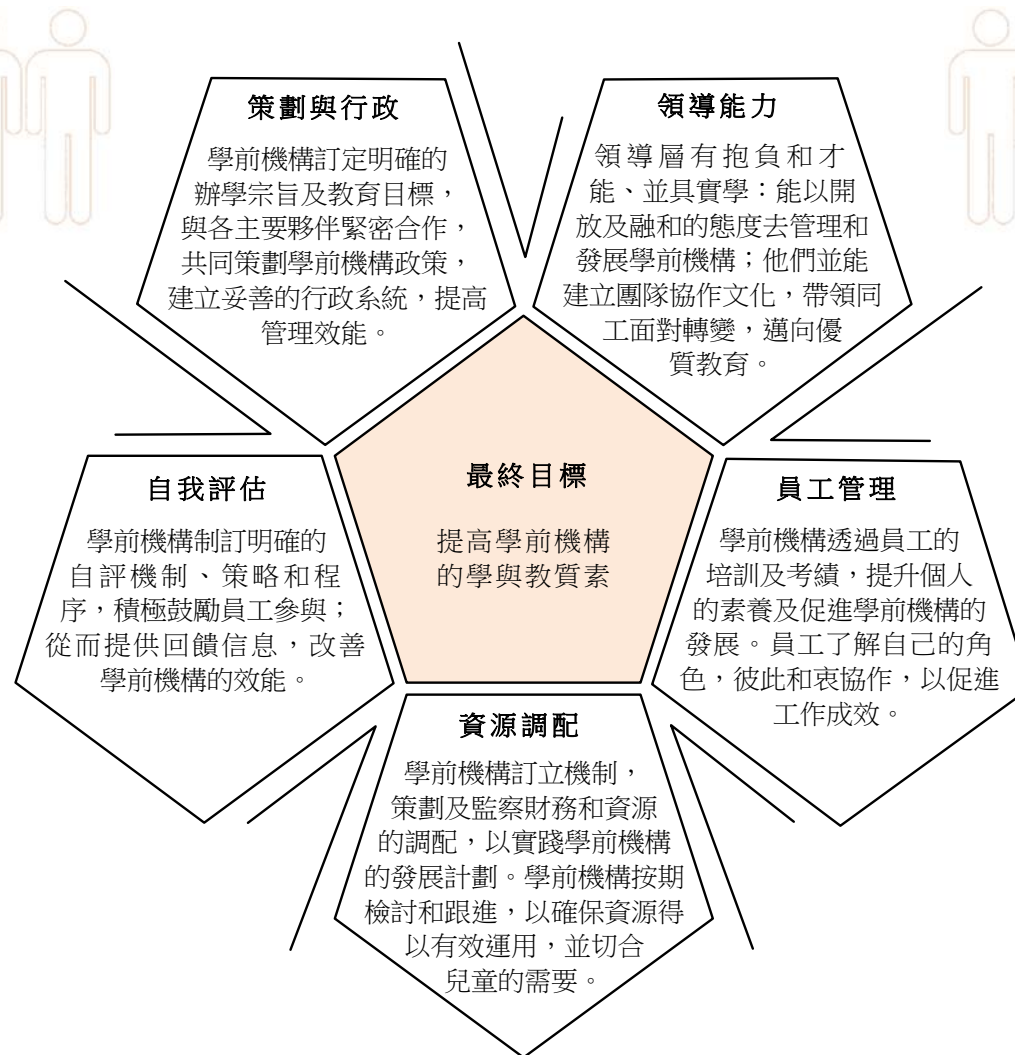 策劃與行政
學前機構訂定明確的
辦學宗旨及教育目標，
與各主要夥伴緊密合作，
共同策劃學前機構政策，
建立妥善的行政系統，提高
管理效能。
領導能力
領導層有抱負和才
能、並具實學：能以開
放及融和的態度去管理和
發展學前機構；他們並能
建立團隊協作文化，帶領同
工面對轉變，邁向優
質教育。
自我評估
學前機構制訂明確的
自評機制、策略和程
序，積極鼓勵員工參與；
從而提供回饋信息，改善
學前機構的效能。
最終目標
提高學前機構
的學與教質素
員工管理
學前機構透過員工的
培訓及考績，提升個人
的素養及促進學前機構的
發展。員工了解自己的角
色，彼此和衷協作，以促進
工作成效。
資源調配
學前機構訂立機制，
策劃及監察財務和資源
的調配，以實踐學前機構
的發展計劃。學前機構按期
檢討和跟進，以確保資源得
以有效運用，並切合
兒童的需要。